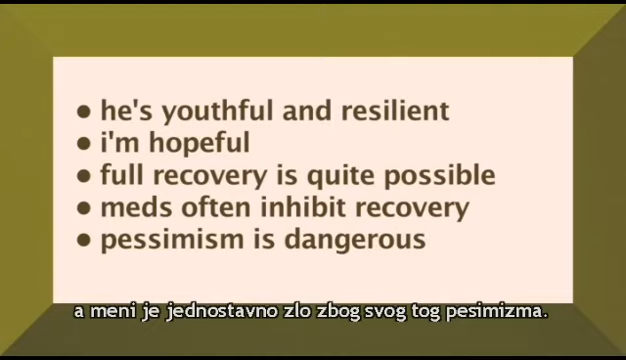 ● he's youthful and resilient
● i'm hopeful
● full recovery is quite possible
● meds often inhibit recovery
● pessimism is dangerous
a meni je jednostavno zlo zbog svog tog pesimizma.